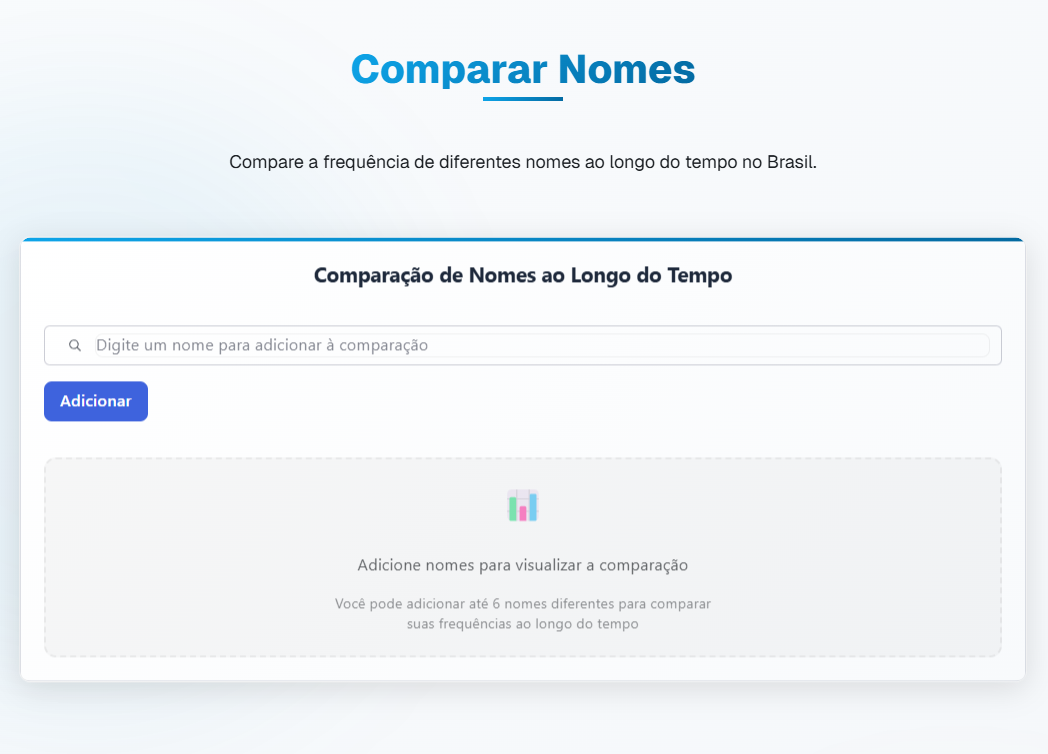 Comparar Nomes
Compare a frequência de diferentes nomes ao longo do tempo no Brasil.
Comparação de Nomes ao Longo do Tempo
Digite um nome para adicionar à comparação
Adicionar
Adicione nomes para visualizar a comparação
Você pode adicionar até 6 nomes diferentes para comparar
suas frequências ao longo do tempo